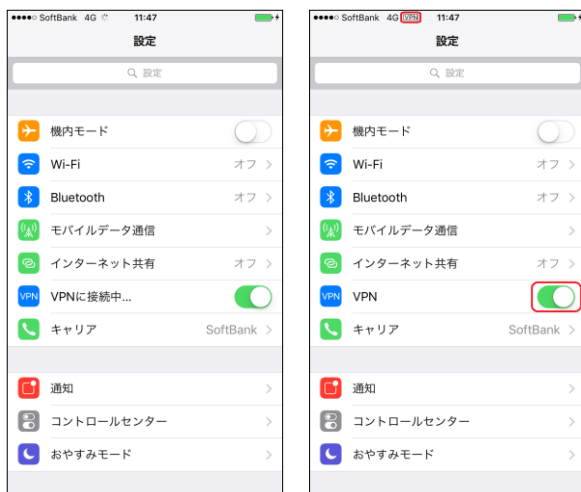 SoftBank 4G 11:47
設定
設定
機内モード
Wi-Fi オフ
Bluetooth オフ
モバイルデータ通信
インターネット共有 オフ
VPN VPNに接続中...
キャリア SoftBank
通知
コントロールセンター
おやすみモード
SoftBank 4G VPN 11:47
設定
設定
機内モード
Wi-Fi オフ
Bluetooth オフ
モバイルデータ通信
インターネット共有 オフ
VPN VPN
キャリア SoftBank
通知
コントロールセンター
おやすみモード